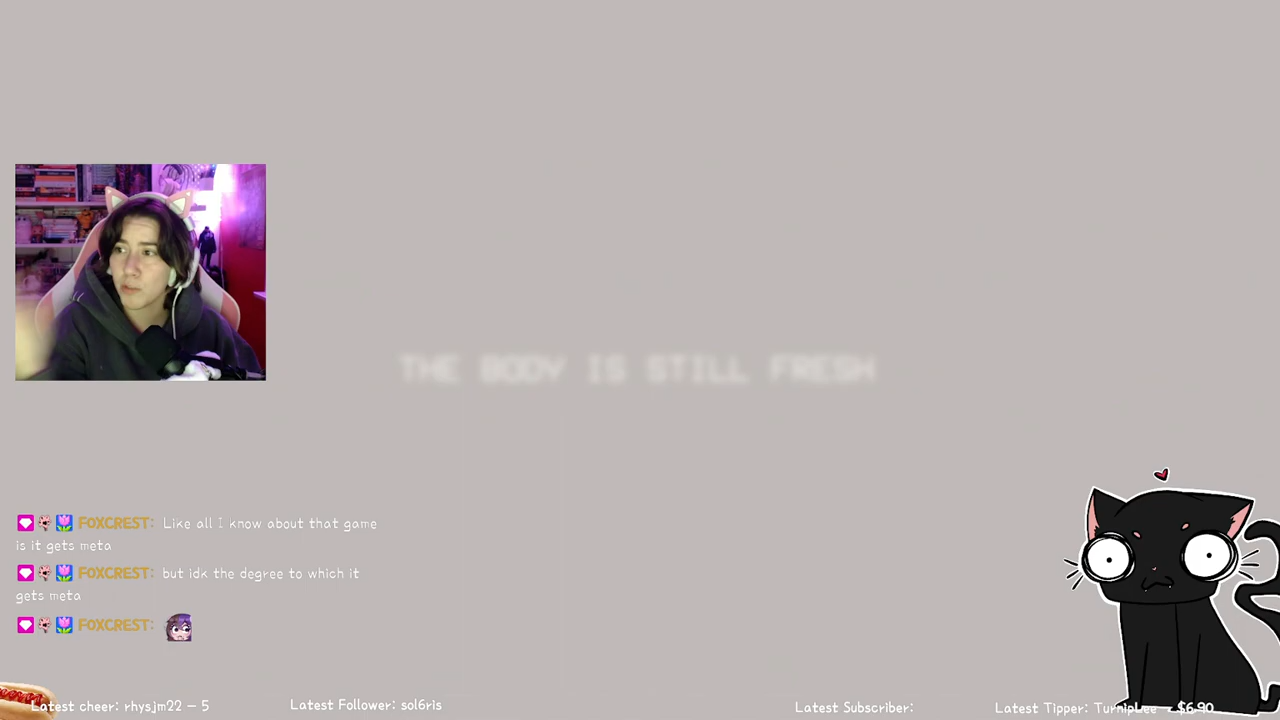 THE BODY IS STILL FRESH
FOXCREST: Like all I know about that game
is it gets meta
FOXCREST: but idk the degree to which it
gets meta
FOXCREST:
Latest cheer: rhysjm22 - 5
Latest Follower: sol6ris
Latest Subscriber:
Latest Tipper: TurnipLee - $6.90